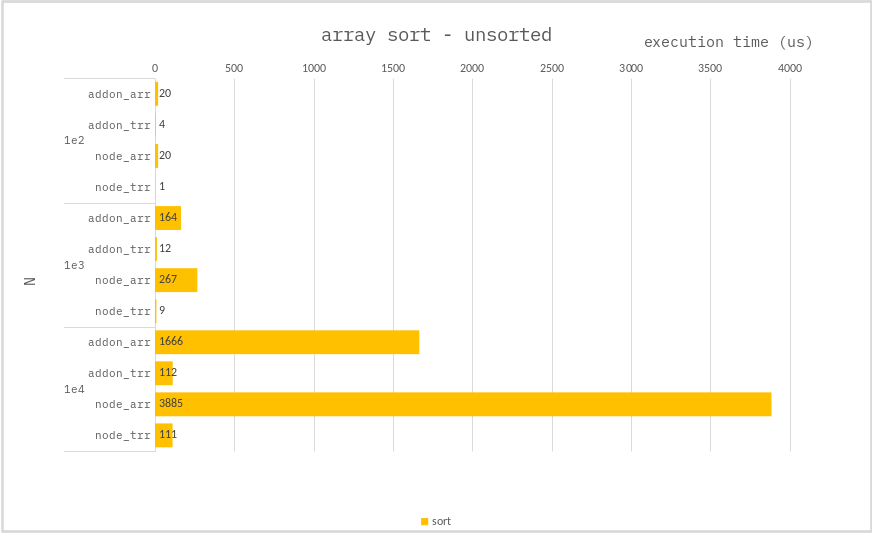 array sort - unsorted
execution time (us)
0 500 1000 1500 2000 2500 3000 3500 4000
N
1e2
addon_arr 20
addon_trr 4
node_arr 20
node_trr 1
1e3
addon_arr 164
addon_trr 12
node_arr 267
node_trr 9
1e4
addon_arr 1666
addon_trr 112
node_arr 3885
node_trr 111
sort